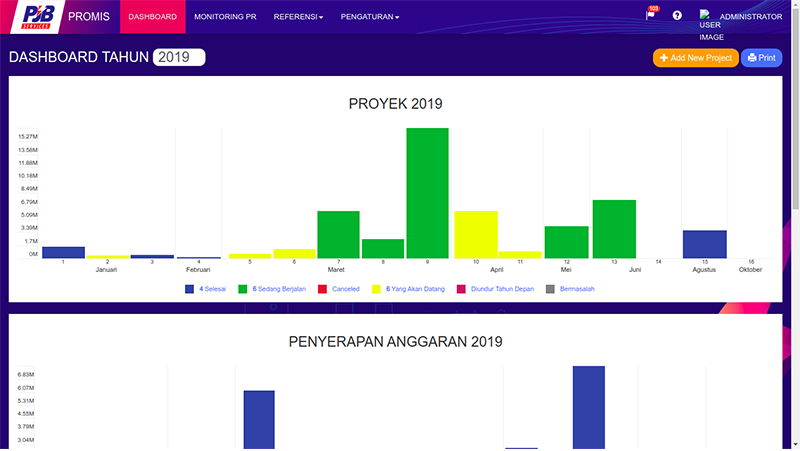 PJB SERVICES PROMIS DASHBOARD MONITORING PR REFERENSI PENGATURAN 103 ? USER IMAGE ADMINISTRATOR
DASHBOARD TAHUN 2019 Add New Project Print
PROYEK 2019
15.27M
13.58M
11.88M
10.18M
8.49M
6.79M
5.09M
3.39M
1.7M
0M
1 2 3 4 5 6 7 8 9 10 11 12 13 14 15 16
Januari Februari Maret April Mei Juni Agustus Oktober
4 Selesai 6 Sedang Berjalan Canceled 6 Yang Akan Datang Diundur Tahun Depan Bermasalah
PENYERAPAN ANGGARAN 2019
6.83M
6.07M
5.31M
4.55M
3.79M
3.04M